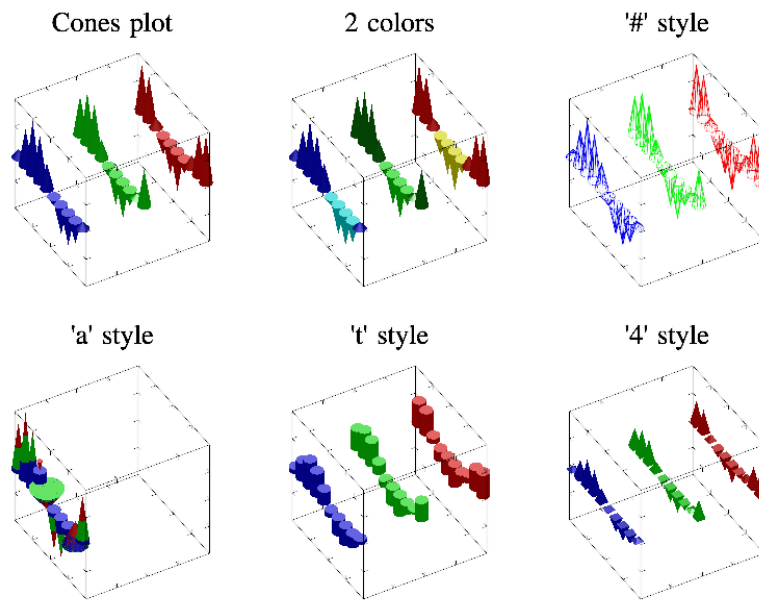 Cones plot
2 colors
'#' style
'a' style
't' style
'4' style